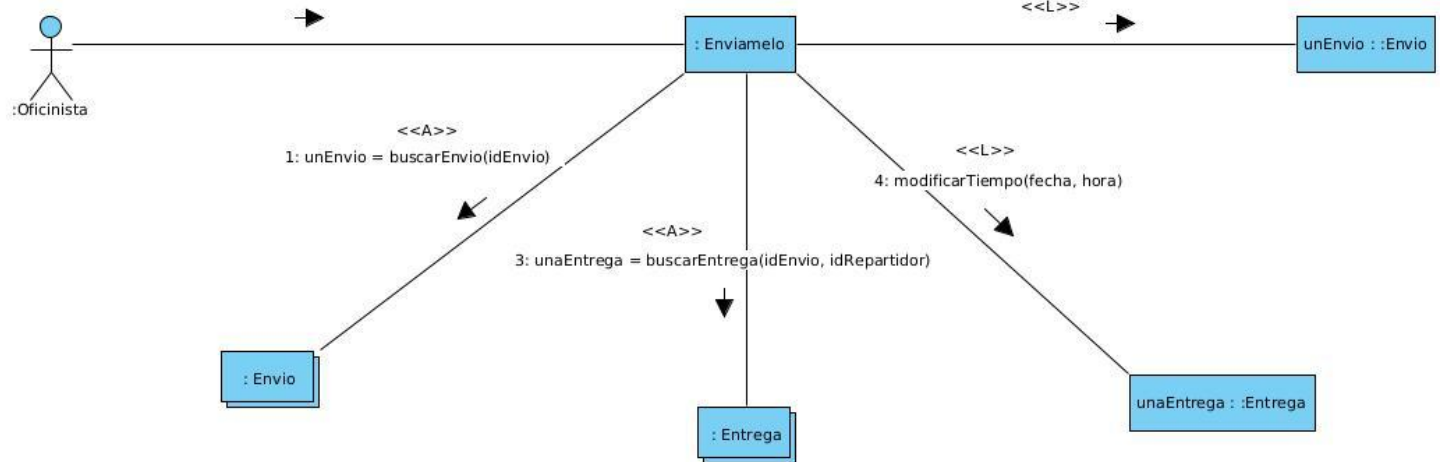 <<L>>
: Enviamelo
unEnvio : :Envio
:Oficinista
<<A>>
1: unEnvio = buscarEnvio(idEnvio)
<<L>>
4: modificarTiempo(fecha, hora)
<<A>>
3: unaEntrega = buscarEntrega(idEnvio, idRepartidor)
: Envio
unaEntrega : :Entrega
: Entrega